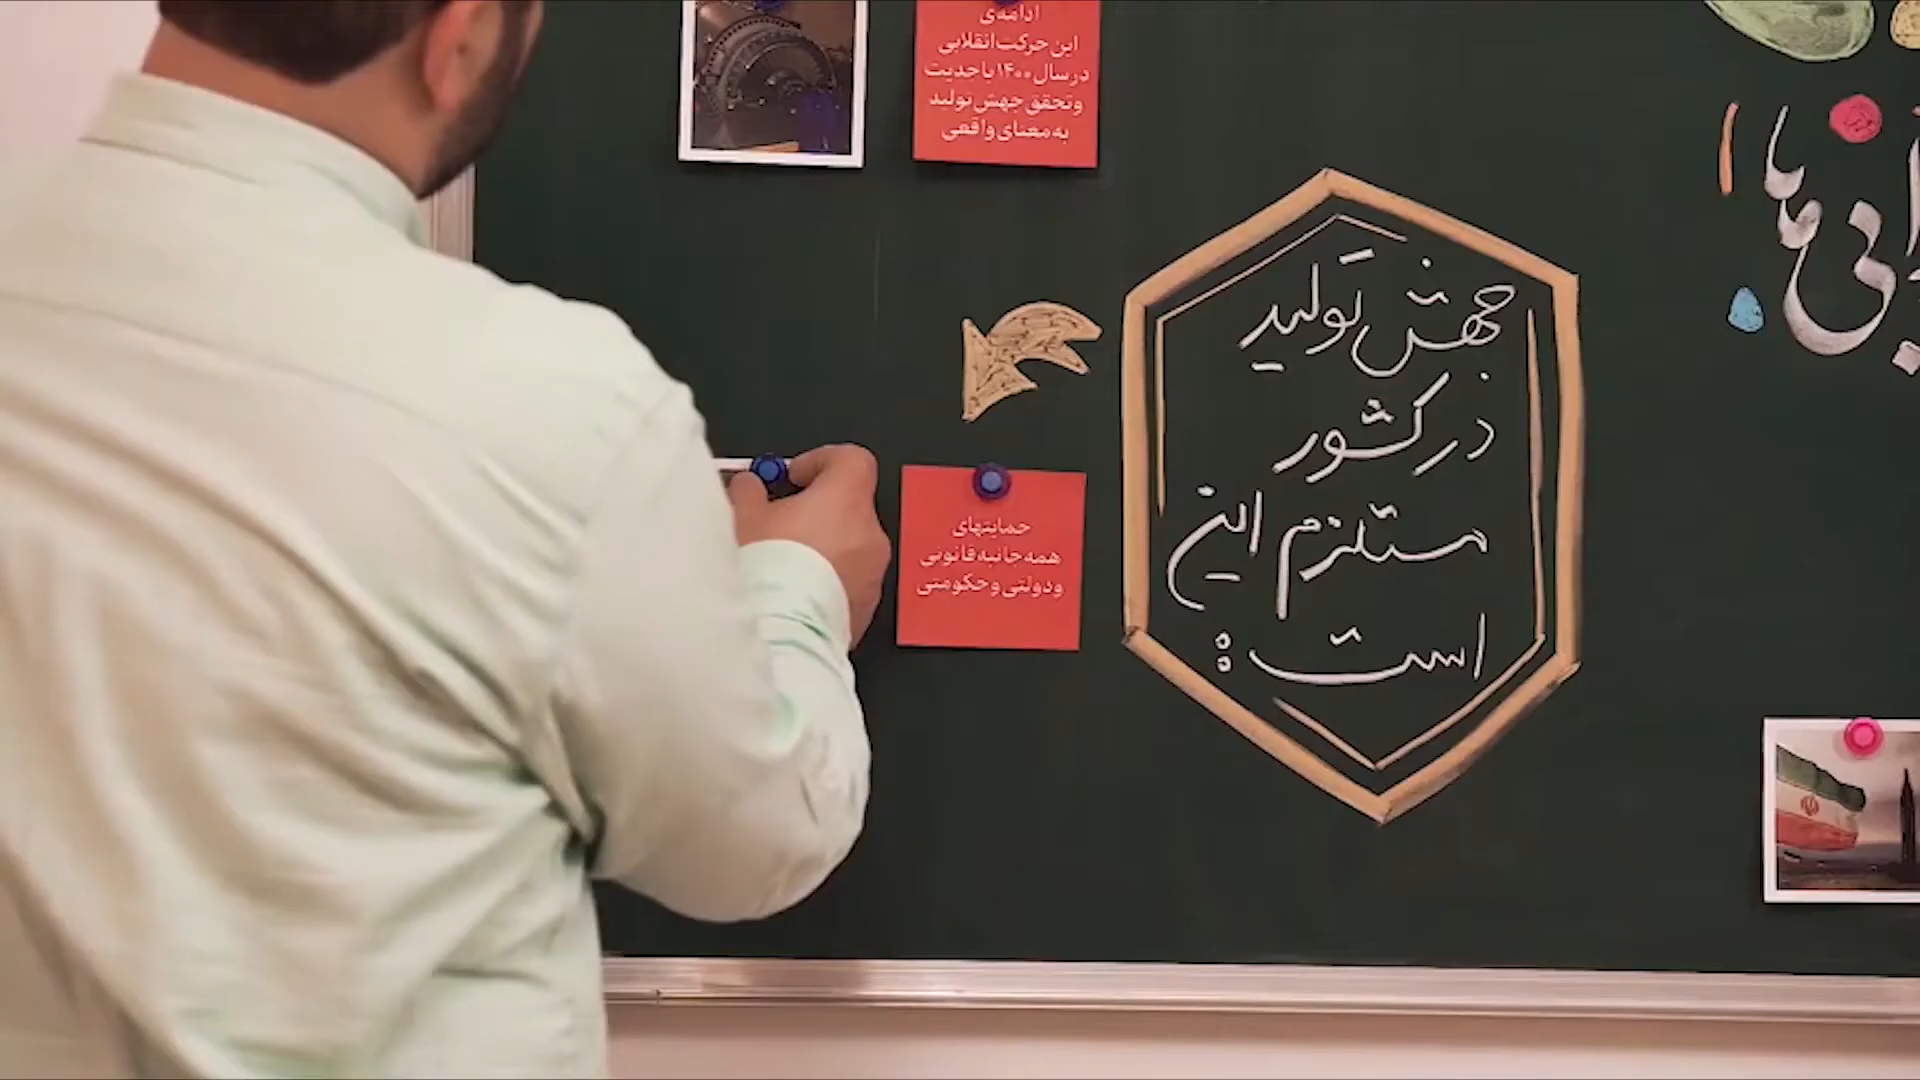 ادامه‌ی
این حرکت انقلابی
در سال ۱۴۰۰ با جدیت
و تحقق جهش تولید
به معنای واقعی
جهش تولید
در کشور
مستلزم این
است:
حمایتهای
همه جانبه قانونی
و دولتی و حکومتی